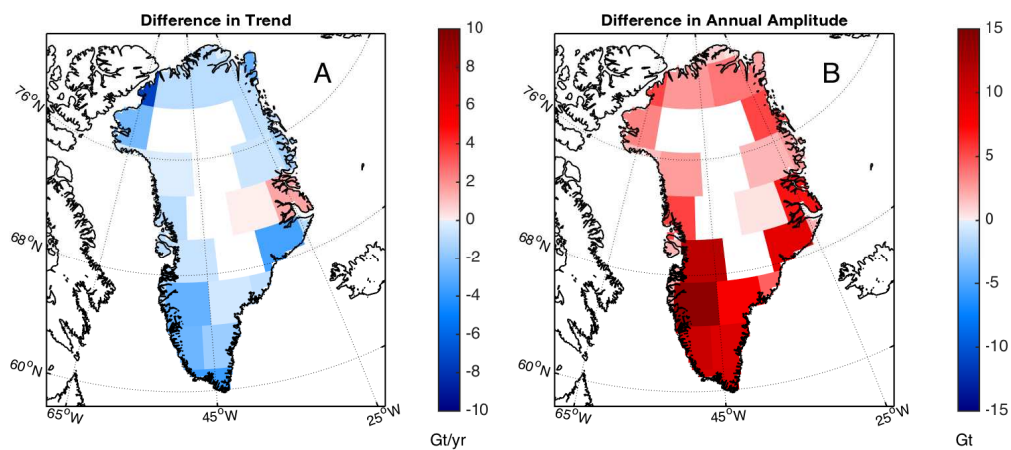 Difference in Trend
A
76°N
68°N
60°N
65°W
45°W
25°W
10
8
6
4
2
0
-2
-4
-6
-8
-10
Gt/yr
Difference in Annual Amplitude
B
76°N
68°N
60°N
65°W
45°W
25°W
15
10
5
0
-5
-10
-15
Gt